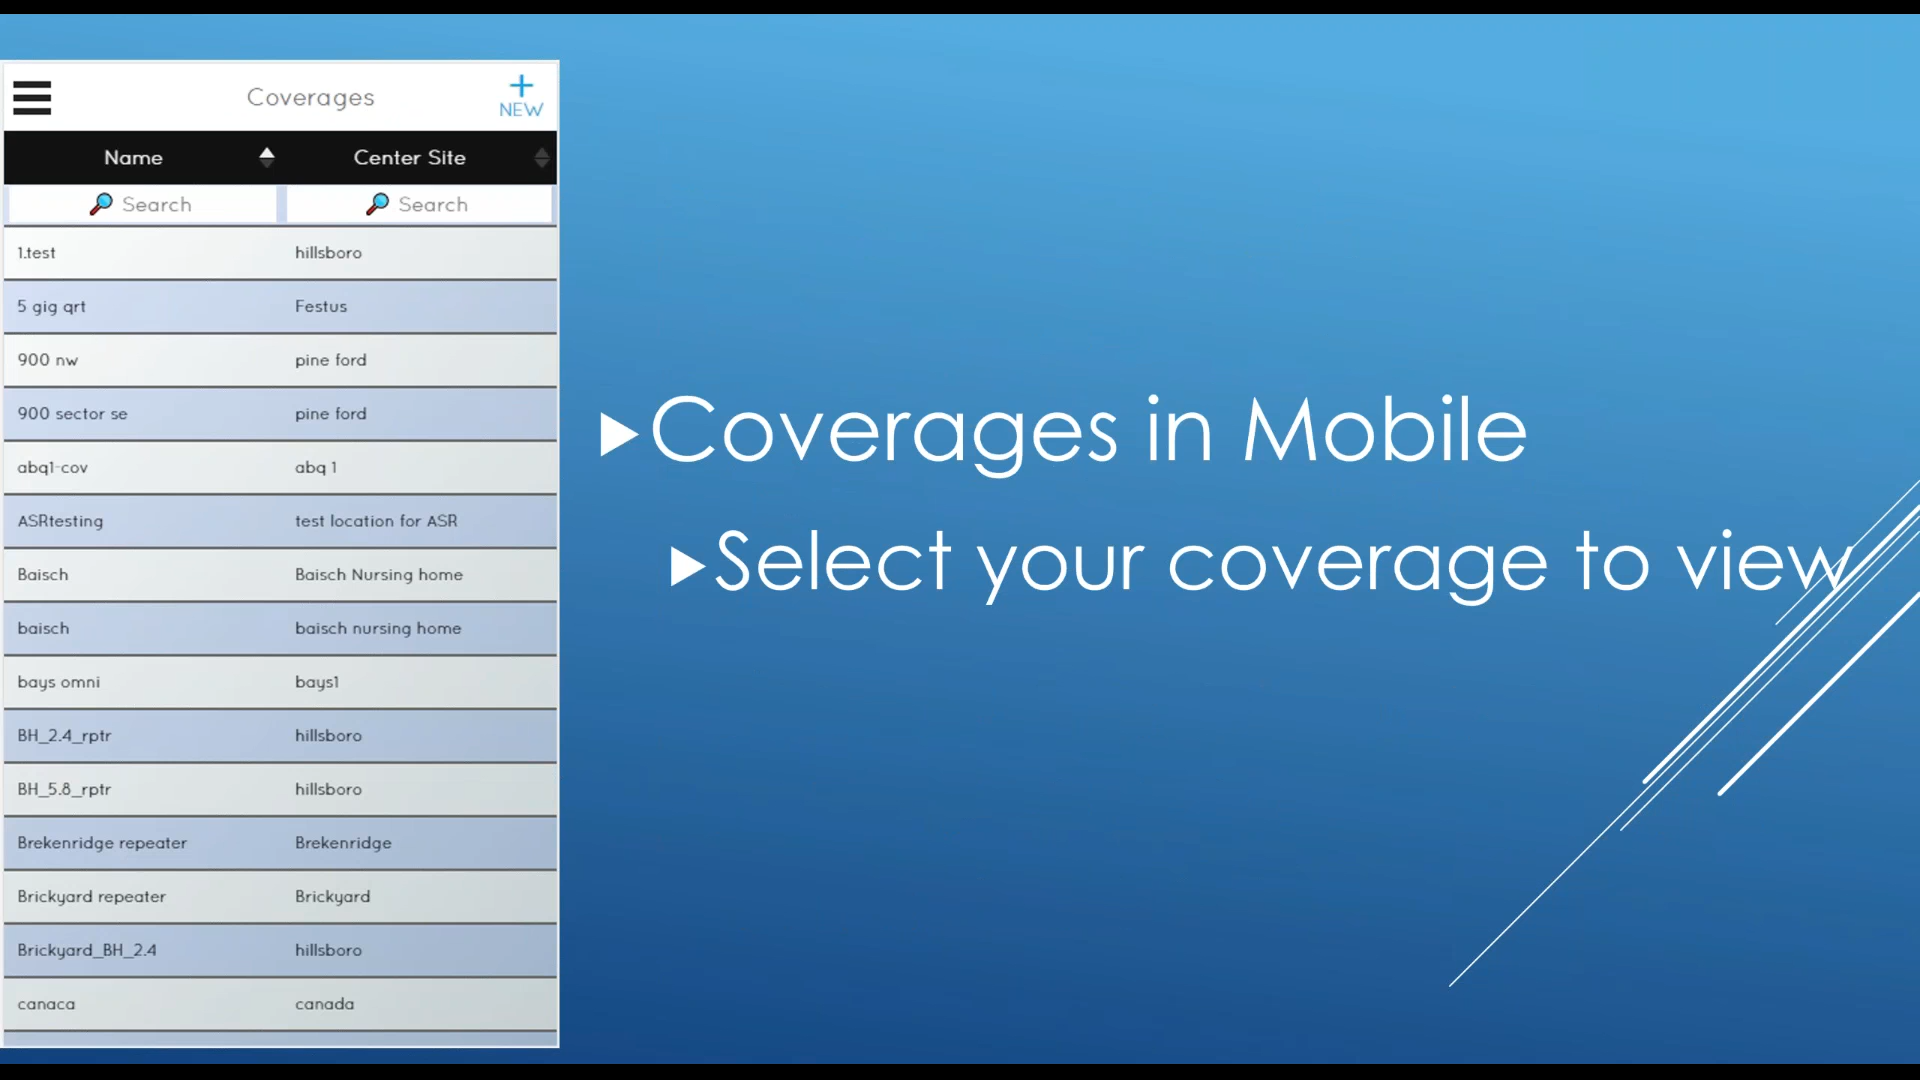 Coverages
NEW
Name Center Site
Search Search
1.test hillsboro
5 gig qrt Festus
900 nw pine ford
900 sector se pine ford
abq1-cov abq 1
ASRtesting test location for ASR
Baisch Baisch Nursing home
baisch baisch nursing home
bays omni bays1
BH_2.4_rptr hillsboro
BH_5.8_rptr hillsboro
Brekenridge repeater Brekenridge
Brickyard repeater Brickyard
Brickyard_BH_2.4 hillsboro
canaca canada
Coverages in Mobile
Select your coverage to view